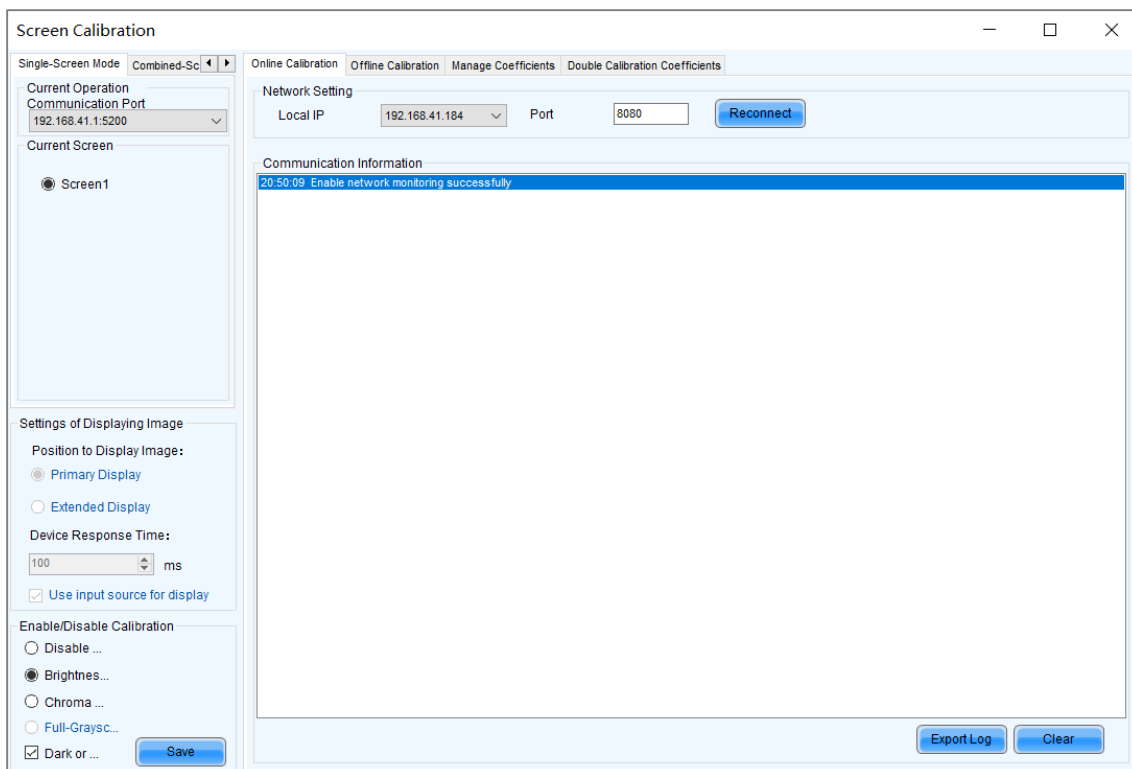 Screen Calibration
Single-Screen Mode
Combined-Sc
Current Operation
Communication Port
192.168.41.1:5200
Current Screen
Screen1
Settings of Displaying Image
Position to Display Image:
Primary Display
Extended Display
Device Response Time:
100 ms
Use input source for display
Enable/Disable Calibration
Disable ...
Brightnes...
Chroma ...
Full-Graysc...
Dark or ...
Save
Online Calibration
Offline Calibration
Manage Coefficients
Double Calibration Coefficients
Network Setting
Local IP 192.168.41.184 Port 8080 Reconnect
Communication Information
20:50:09 Enable network monitoring successfully
Export Log
Clear